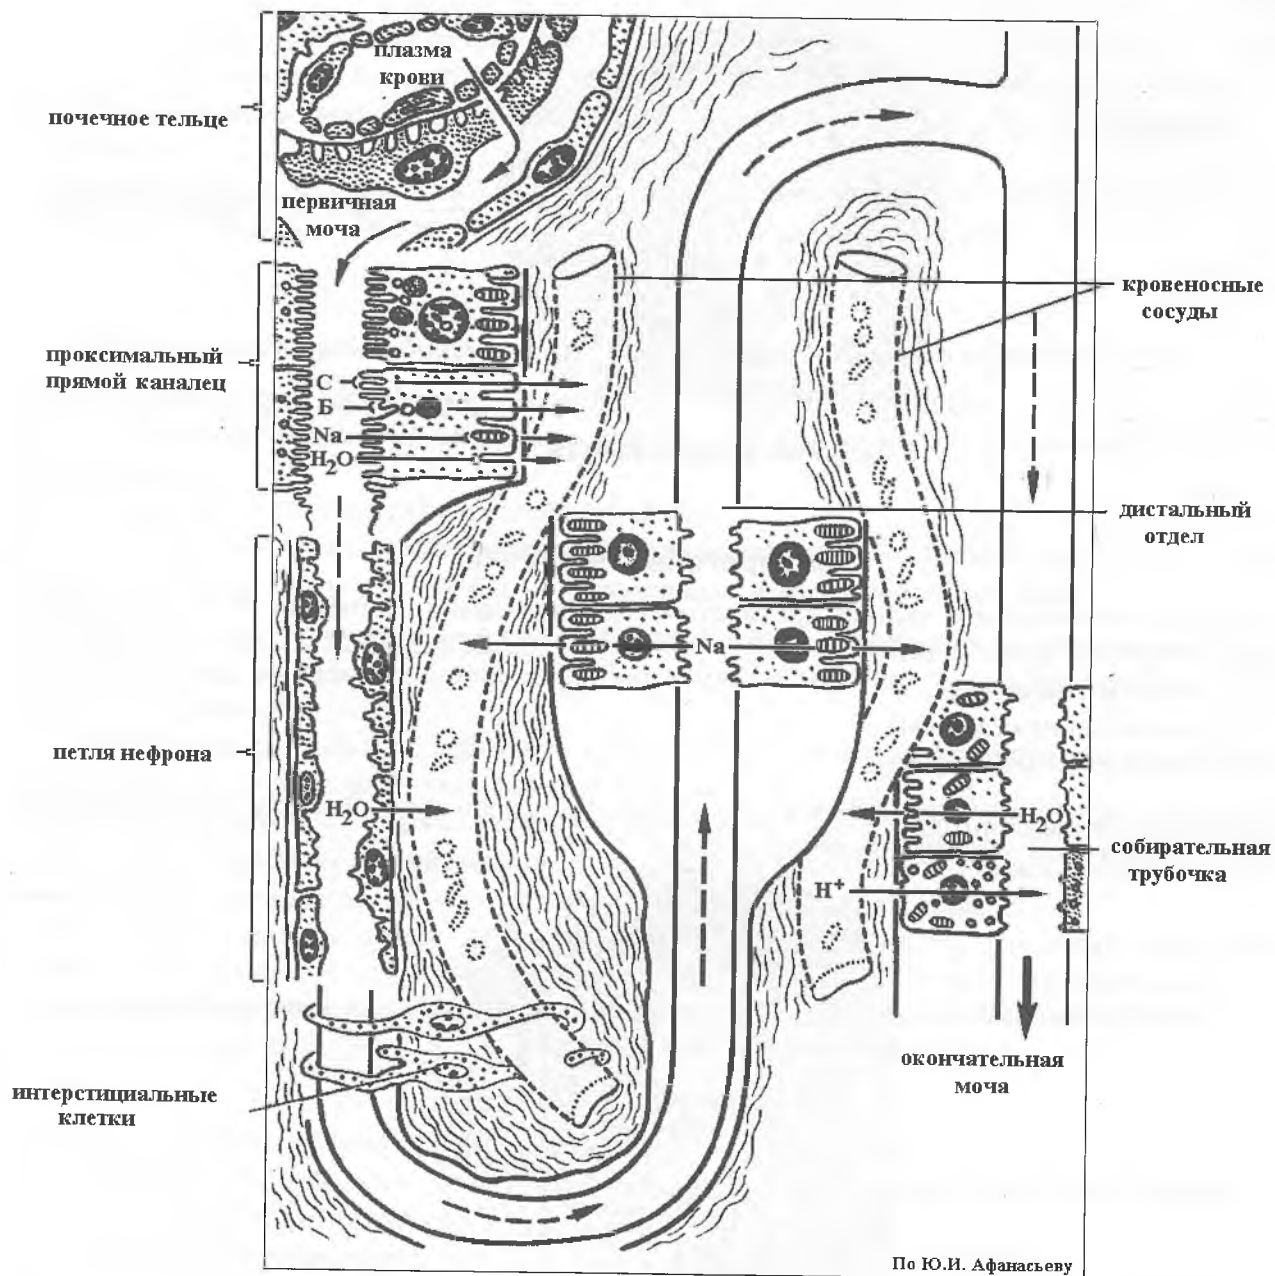 плазма
крови
почечное тельце
первичная
моча
кровеносные
сосуды
проксимальный
прямой каналец
С
Б
Na
H₂O
дистальный
отдел
Na
петля нефрона
H₂O
H₂O
собирательная
трубочка
H⁺
окончательная
моча
интерстициальные
клетки
По Ю.И. Афанасьеву